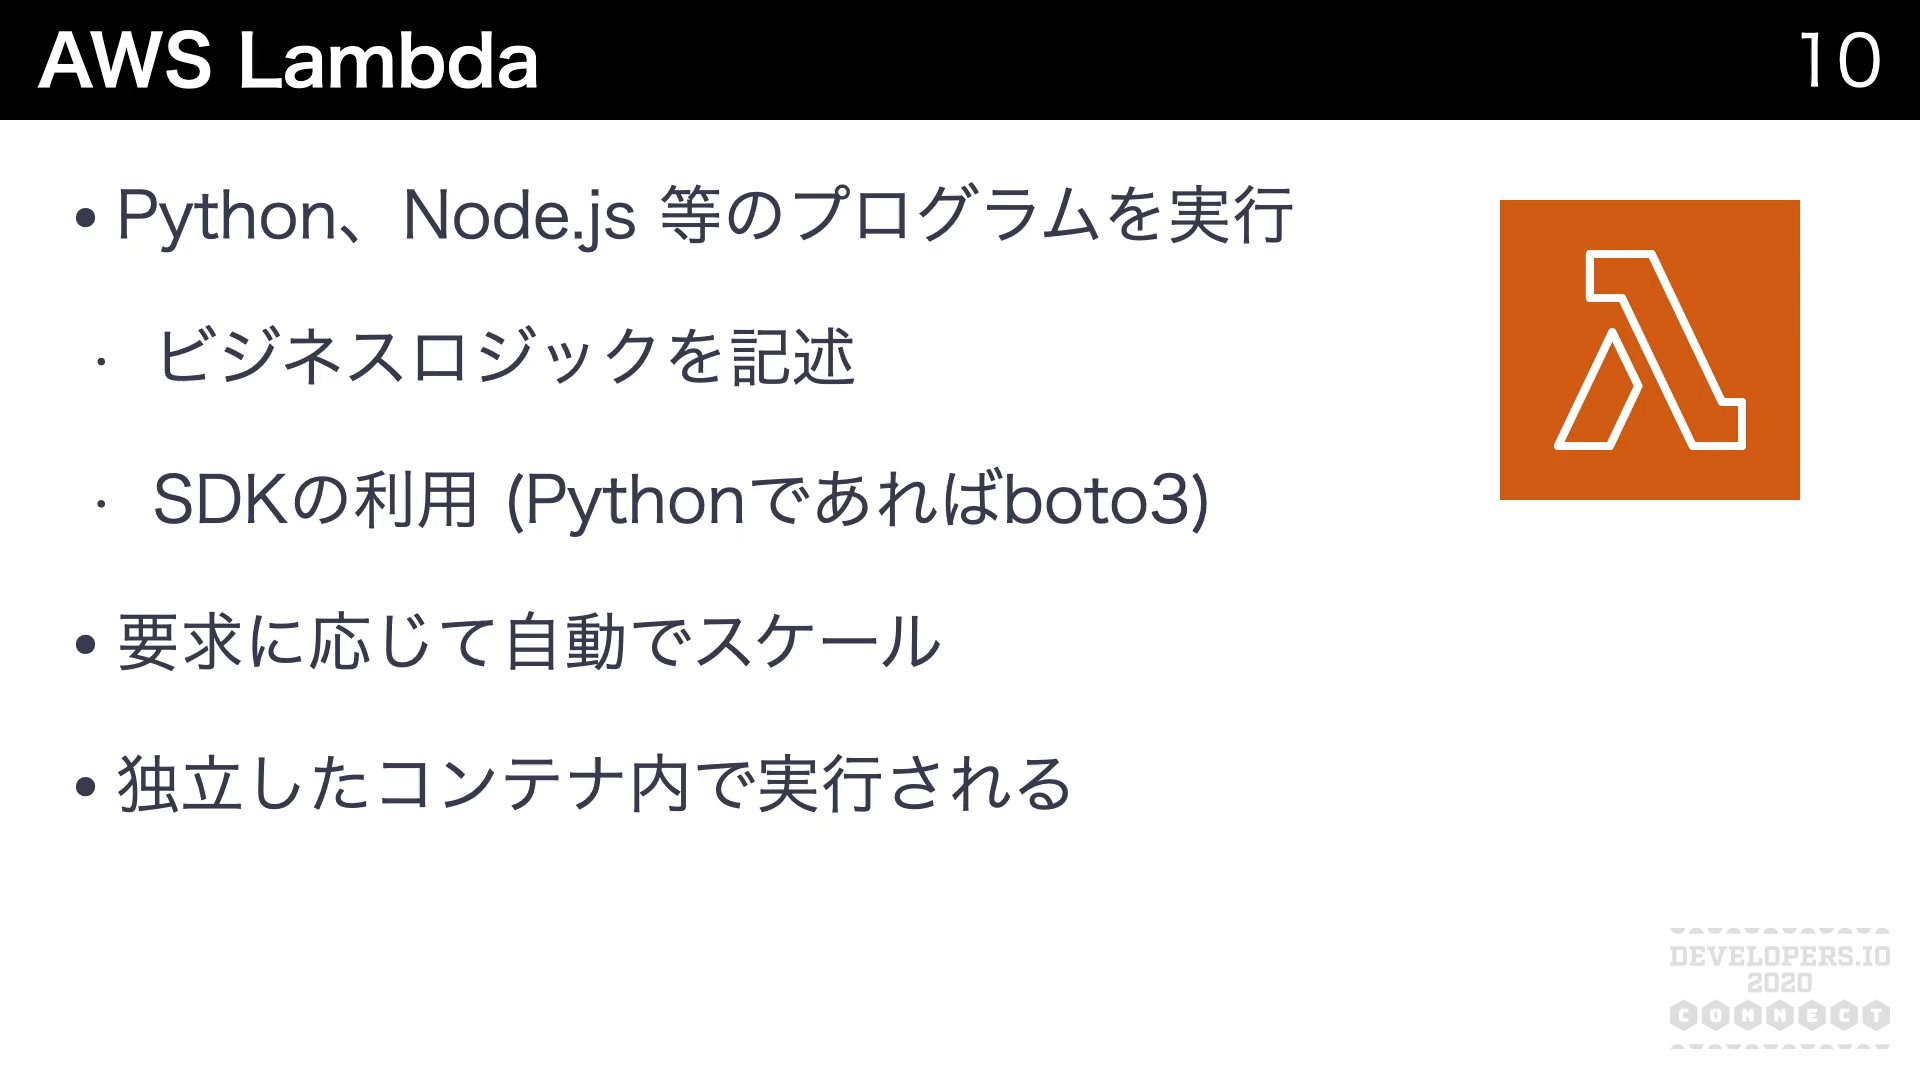 AWS Lambda
10
• Python、Node.js 等のプログラムを実行
・ ビジネスロジックを記述
・ SDKの利用 (Pythonであればboto3)
• 要求に応じて自動でスケール
• 独立したコンテナ内で実行される
DEVELOPERS.IO
2020
CONNECT